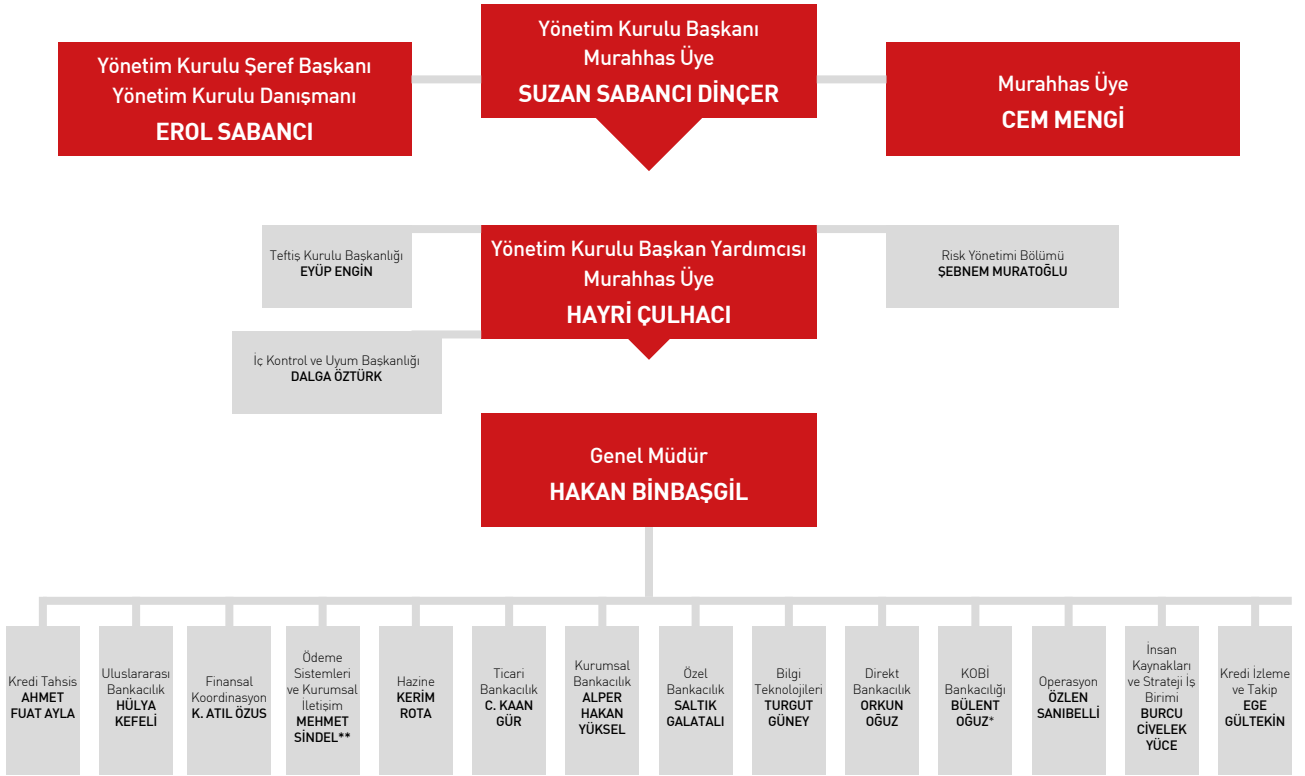 Yönetim Kurulu Şeref Başkanı
Yönetim Kurulu Danışmanı
EROL SABANCI
Yönetim Kurulu Başkanı
Murahhas Üye
SUZAN SABANCI DİNÇER
Murahhas Üye
CEM MENGİ
Teftiş Kurulu Başkanlığı
EYÜP ENGİN
Yönetim Kurulu Başkan Yardımcısı
Murahhas Üye
HAYRİ ÇULHACI
Risk Yönetimi Bölümü
ŞEBNEM MURATOĞLU
İç Kontrol ve Uyum Başkanlığı
DALGA ÖZTÜRK
Genel Müdür
HAKAN BİNBAŞGİL
Kredi Tahsis
AHMET
FUAT AYLA
Uluslararası
Bankacılık
HÜLYA
KEFELİ
Finansal
Koordinasyon
K. ATIL ÖZUS
Ödeme
Sistemleri
ve Kurumsal
İletişim
MEHMET
SİNDEL**
Hazine
KERİM
ROTA
Ticari
Bankacılık
C. KAAN
GÜR
Kurumsal
Bankacılık
ALPER
HAKAN
YÜKSEL
Özel
Bankacılık
SALTIK
GALATALI
Bilgi
Teknolojileri
TURGUT
GÜNEY
Direkt
Bankacılık
ORKUN
OĞUZ
KOBİ
Bankacılığı
BÜLENT
OĞUZ*
Operasyon
ÖZLEN
SANIBELLİ
İnsan
Kaynakları
ve Strateji İş
Birimi
BURCU
CİVELEK
YÜCE
Kredi İzleme
ve Takip
EGE
GÜLTEKİN